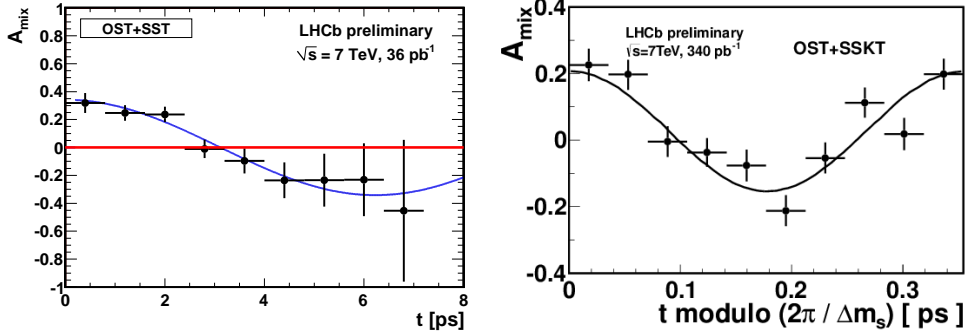 A_mix
OST+SST
LHCb preliminary
√s = 7 TeV, 36 pb⁻¹
1
0.8
0.6
0.4
0.2
0
-0.2
-0.4
-0.6
-0.8
-1
0 2 4 6 8
t [ps]
A_mix
LHCb preliminary
√s=7TeV, 340 pb⁻¹
OST+SSKT
0.4
0.2
0
-0.2
-0.4
0 0.1 0.2 0.3
t modulo (2π / Δm_s) [ ps ]